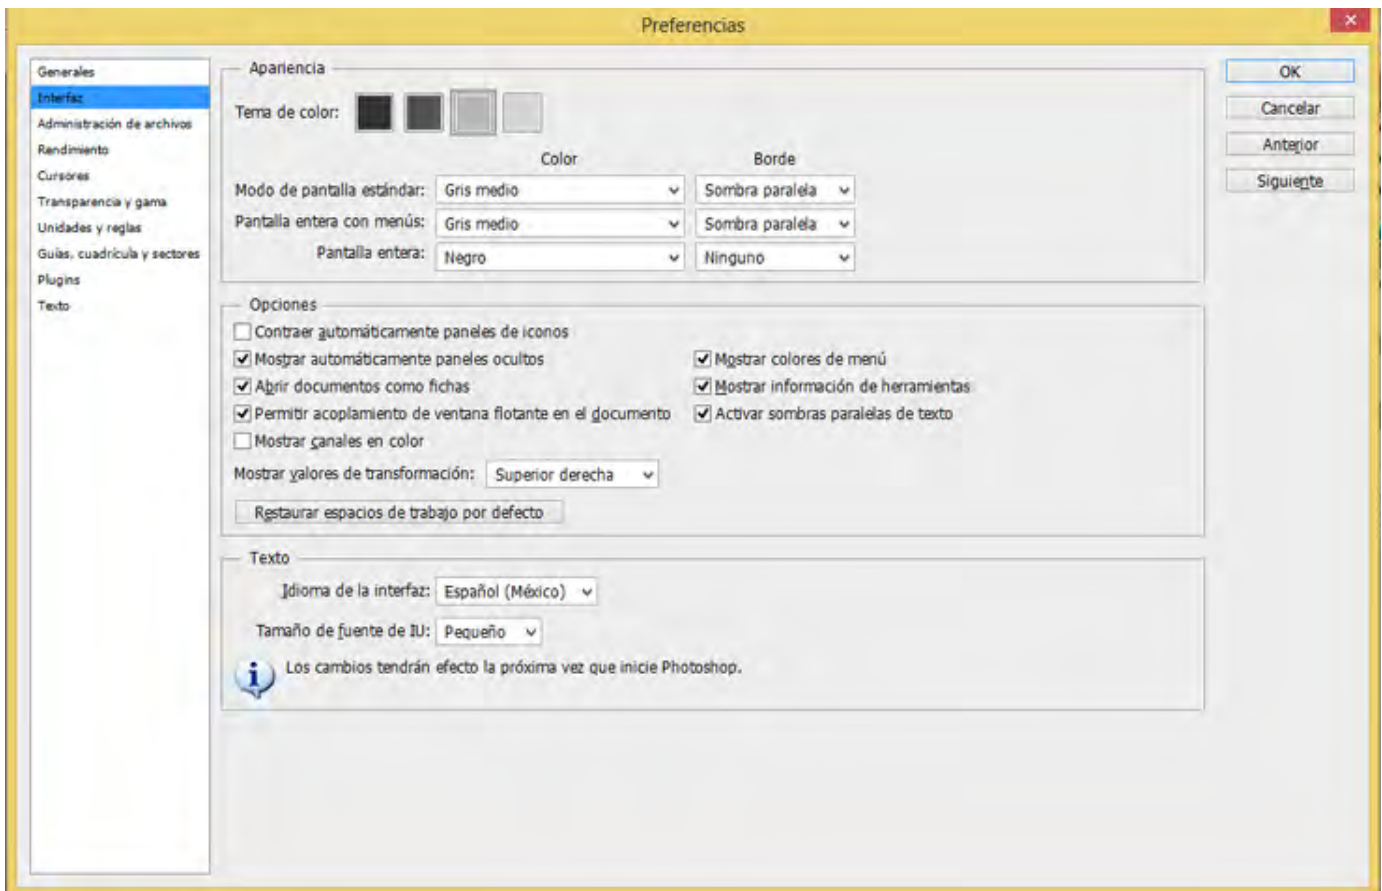 Preferencias
Generales
Interfaz
Administración de archivos
Rendimiento
Cursores
Transparencia y gama
Unidades y reglas
Guías, cuadrícula y sectores
Plugins
Texto
Apariencia
Tema de color:
Color Borde
Modo de pantalla estándar: Gris medio Sombra paralela
Pantalla entera con menús: Gris medio Sombra paralela
Pantalla entera: Negro Ninguno
Opciones
Contraer automáticamente paneles de iconos
Mostrar automáticamente paneles ocultos Mostrar colores de menú
Abrir documentos como fichas Mostrar información de herramientas
Permitir acoplamiento de ventana flotante en el documento Activar sombras paralelas de texto
Mostrar canales en color
Mostrar valores de transformación: Superior derecha
Restaurar espacios de trabajo por defecto
Texto
Idioma de la interfaz: Español (México)
Tamaño de fuente de IU: Pequeño
Los cambios tendrán efecto la próxima vez que inicie Photoshop.
OK
Cancelar
Anterior
Siguiente